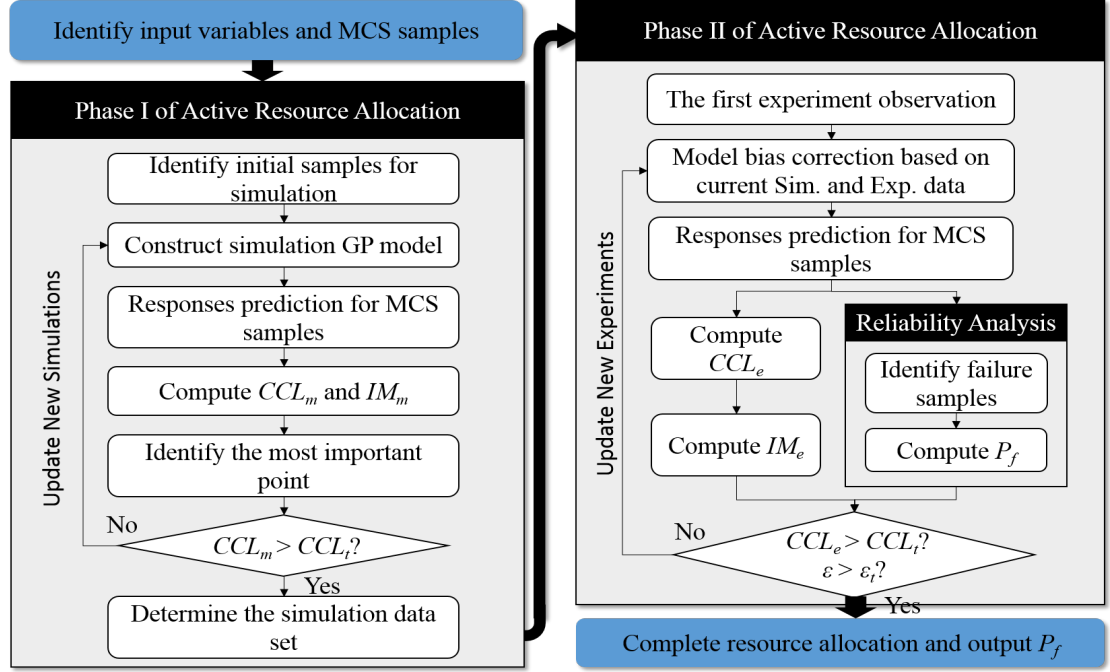 Identify input variables and MCS samples
Phase I of Active Resource Allocation
Identify initial samples for
simulation
Construct simulation GP model
Responses prediction for MCS
samples
Compute CCLₘ and IMₘ
Identify the most important
point
CCLₘ > CCLₜ?
No
Yes
Determine the simulation data
set
Update New Simulations
Phase II of Active Resource Allocation
The first experiment observation
Model bias correction based on
current Sim. and Exp. data
Responses prediction for MCS
samples
Compute
CCLₑ
Compute IMₑ
Reliability Analysis
Identify failure
samples
Compute P_f
CCLₑ > CCLₜ?
ε > εₜ?
No
Yes
Update New Experiments
Complete resource allocation and output P_f